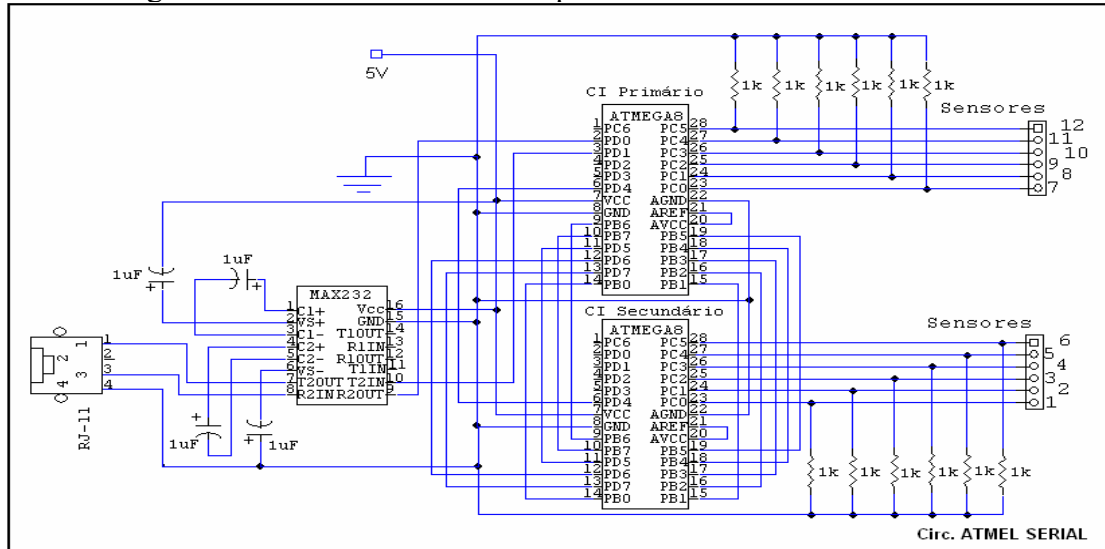 5V
CI Primário
ATMEGA8
1 PC6 PC5 28
2 PD0 PC4 27
3 PD1 PC3 26
4 PD2 PC2 25
5 PD3 PC1 24
6 PD4 PC0 23
7 VCC AGND 22
8 GND AREF 21
9 PB6 AVCC 20
10 PB7 PB5 19
11 PD5 PB4 18
12 PD6 PB3 17
13 PD7 PB2 16
14 PB0 PB1 15
1k 1k 1k 1k 1k 1k
Sensores
12
11
10
9
8
7
1uF
1uF
MAX232
1 C1+ Vcc 16
2 VS+ GND 15
3 C1- T1OUT 14
4 C2+ R1IN 13
5 C2- R1OUT 12
6 VS- T1IN 11
7 T2OUT T2IN 10
8 R2IN R2OUT 9
1uF
1uF
1 1
2 2
3
4 4
RJ-11
CI Secundário
ATMEGA8
1 PC6 PC5 28
2 PD0 PC4 27
3 PD1 PC3 26
4 PD2 PC2 25
5 PD3 PC1 24
6 PD4 PC0 23
7 VCC AGND 22
8 GND AREF 21
9 PB6 AVCC 20
10 PB7 PB5 19
11 PD5 PB4 18
12 PD6 PB3 17
13 PD7 PB2 16
14 PB0 PB1 15
Sensores
6
5
4
3
2
1
1k 1k 1k 1k 1k 1k
Circ. ATMEL SERIAL